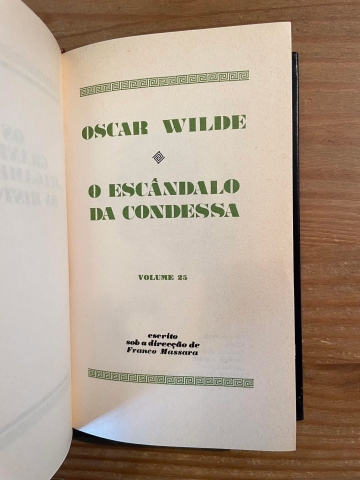 OSCAR WILDE
O ESCÂNDALO
DA CONDESSA
VOLUME 25
escrito
sob a direcção de
Franco Massara